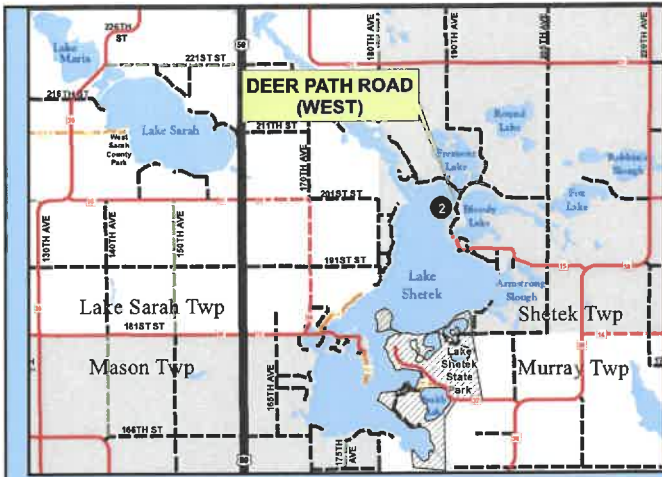 226TH
ST
Lake
Maria
221ST ST
216TH ST
West
Sarah
County
Park
Lake Sarah
DEER PATH ROAD
(WEST)
211TH ST
170TH AVE
180TH AVE
190TH AVE
Round
Lake
Fremont
Lake
Fox
Lake
Bloody
Lake
2
201ST ST
130TH AVE
140TH AVE
150TH AVE
191ST ST
Lake
Shetek
Armstrong
Slough
Lake Sarah Twp
Shetek Twp
181ST ST
Mason Twp
Murray Twp
Lake
Shetek
State
Park
165TH AVE
166TH ST
175TH
AVE